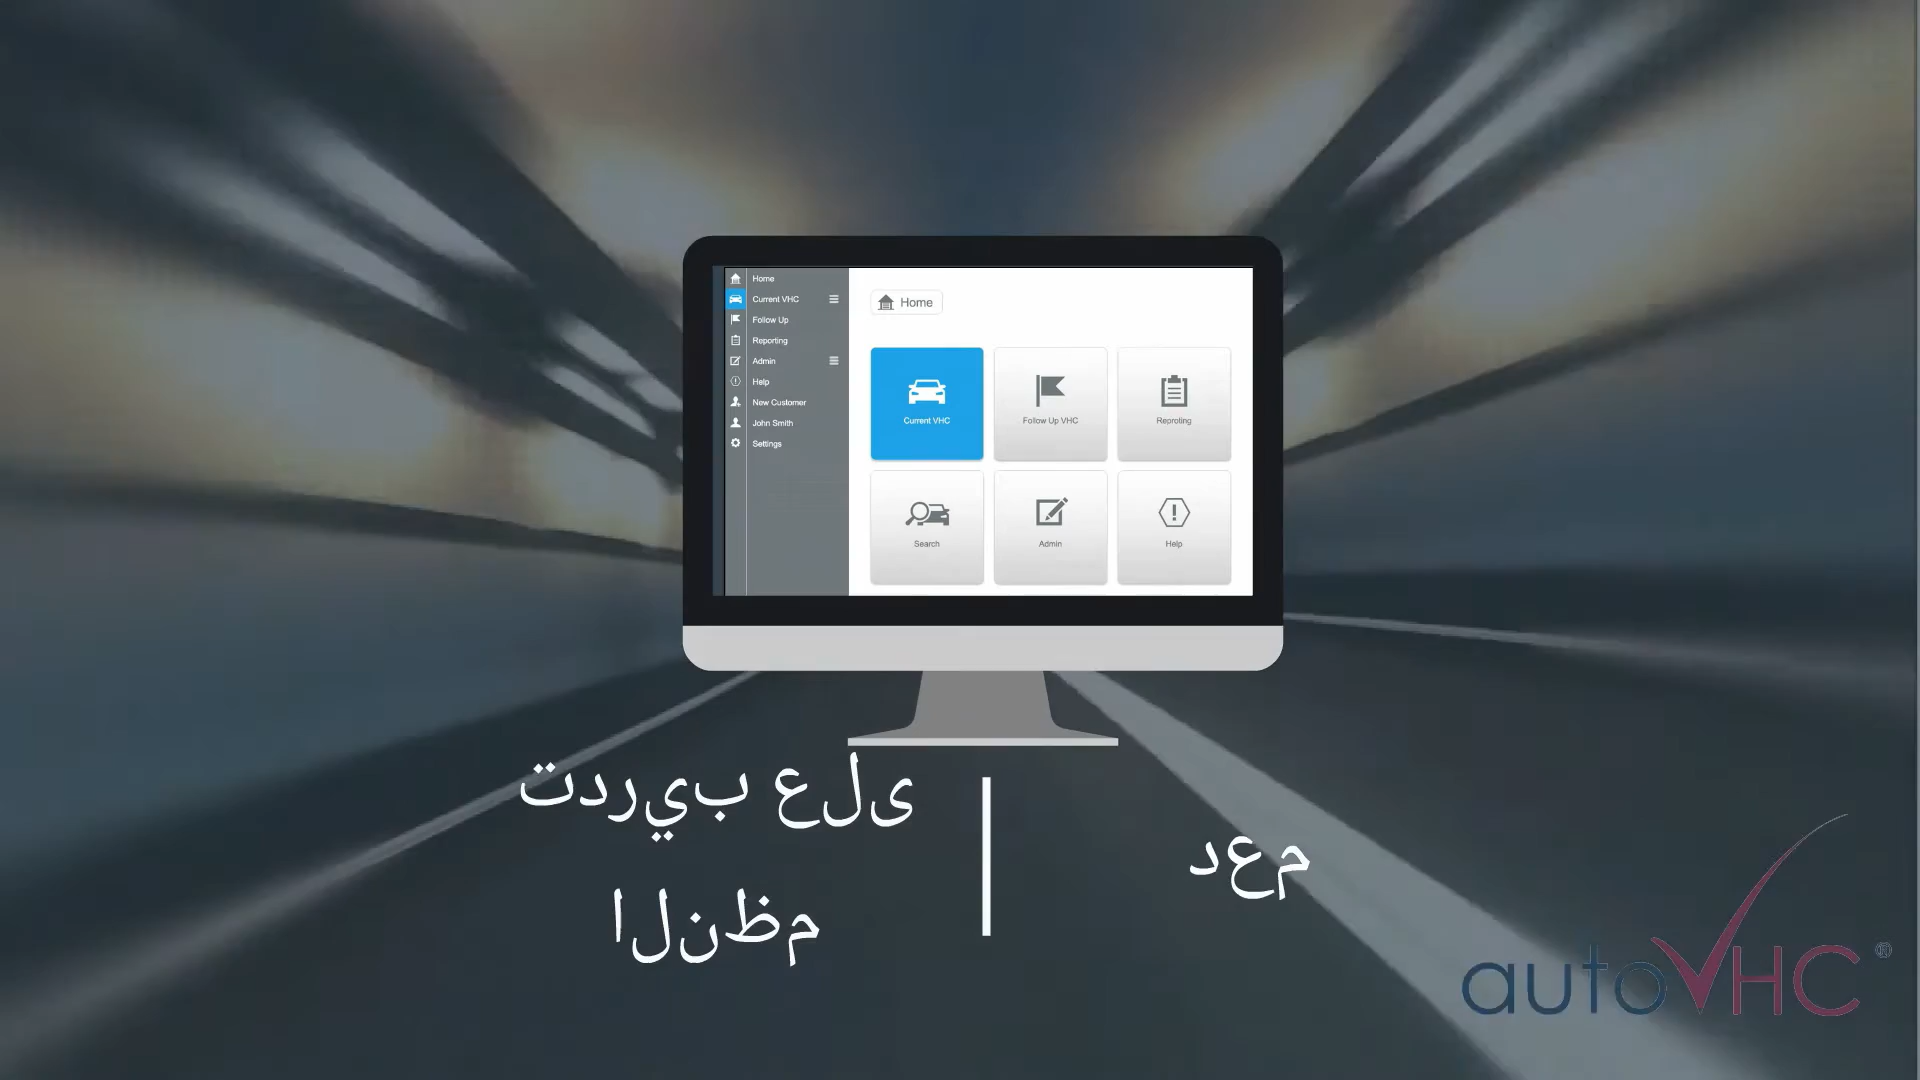 Home
Current VHC
Follow Up
Reporting
Admin
Help
New Customer
John Smith
Settings
Home
Current VHC
Follow Up VHC
Reproting
Search
Admin
Help
تدريب على
النظم
دعم
autoVHC®